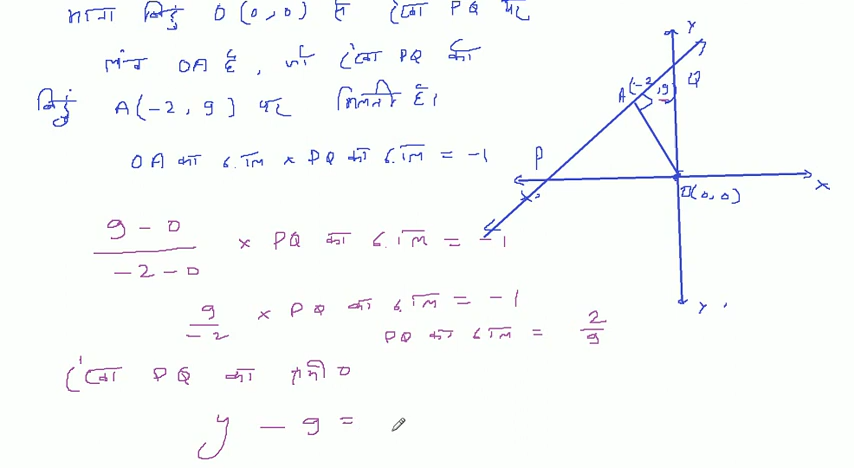 माना बिन्दु O (0,0) से रेखा PQ पर
लंब OA है, जो रेखा PQ को
बिन्दु A(-2, 9) पर मिलती है।
OA का ढाल × PQ का ढाल = -1
9 - 0 / -2 - 0 × PQ का ढाल = -1
9 / -2 × PQ का ढाल = -1
PQ का ढाल = 2 / 9
रेखा PQ का समी०
y - 9 =
Y
Q
A(-2, 9)
P
X'
O(0,0)
X
Y'